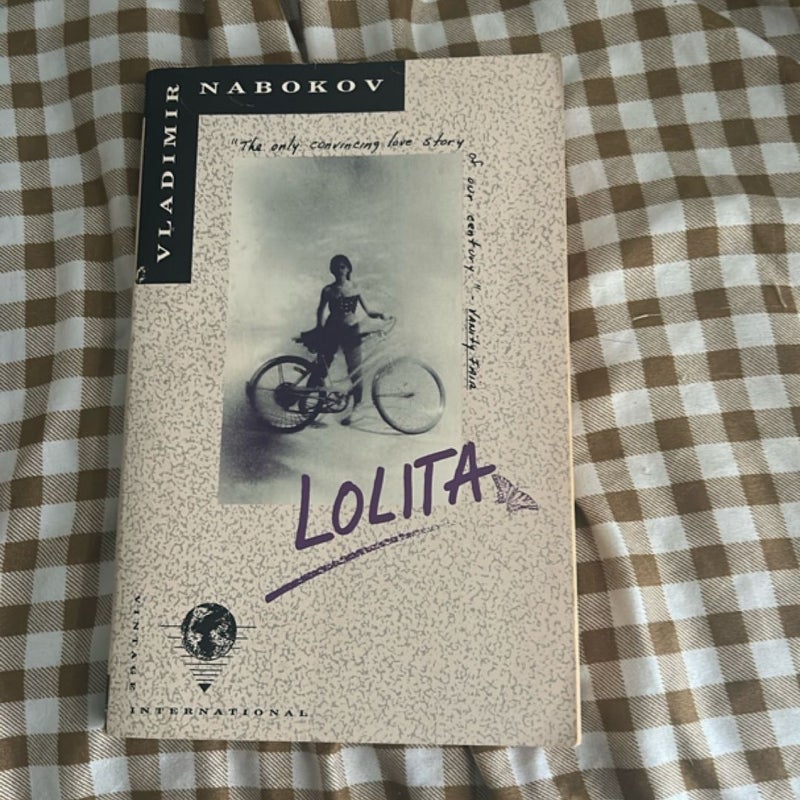 VLADIMIR
NABOKOV
"The only convincing love story
of our century." - VANITY FAIR
LOLITA
VINTAGE
INTERNATIONAL